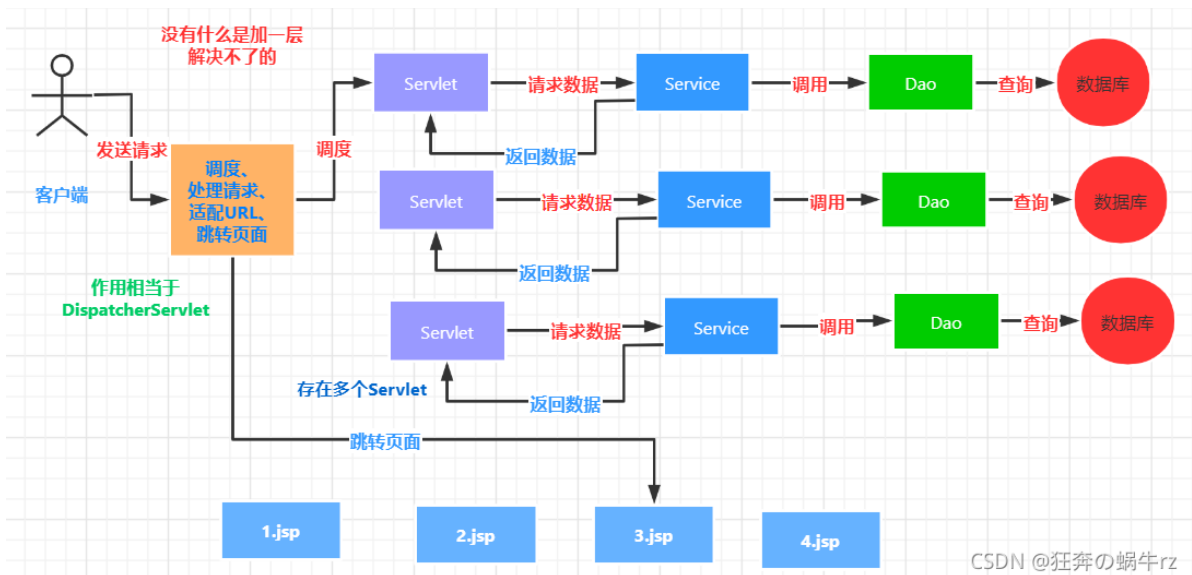 没有什么是加一层
解决不了的
客户端
发送请求
调度、
处理请求、
适配URL、
跳转页面
作用相当于
DispatcherServlet
调度
Servlet
请求数据
Service
调用
Dao
查询
数据库
返回数据
Servlet
请求数据
Service
调用
Dao
查询
数据库
返回数据
Servlet
请求数据
Service
调用
Dao
查询
数据库
返回数据
存在多个Servlet
跳转页面
1.jsp
2.jsp
3.jsp
4.jsp
CSDN @狂奔の蜗牛rz